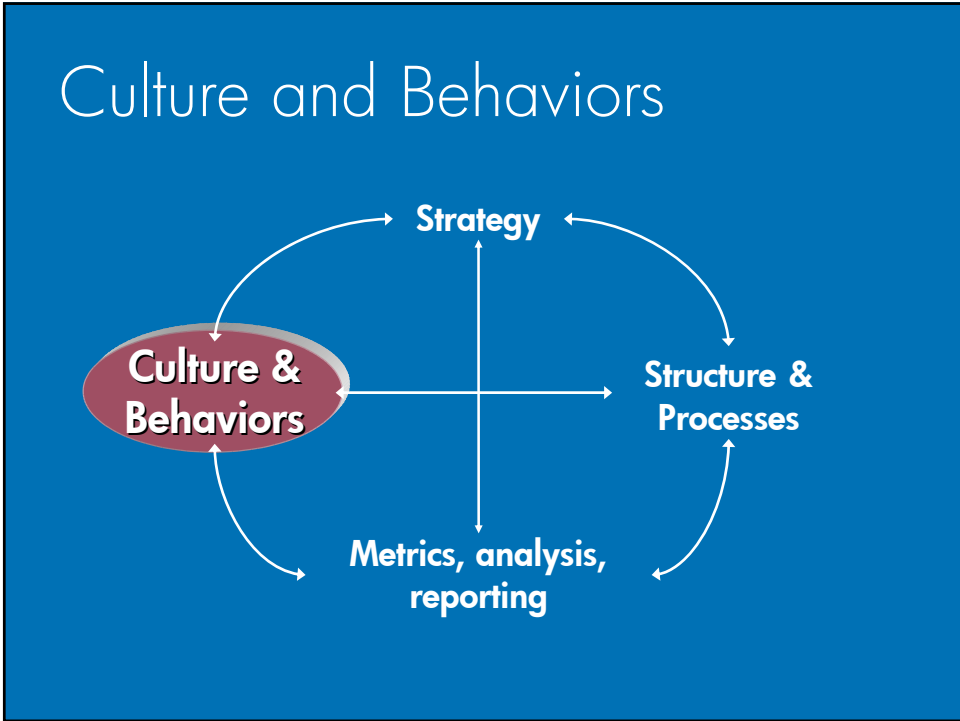 Culture and Behaviors
Strategy
Culture &
Behaviors
Structure &
Processes
Metrics, analysis,
reporting